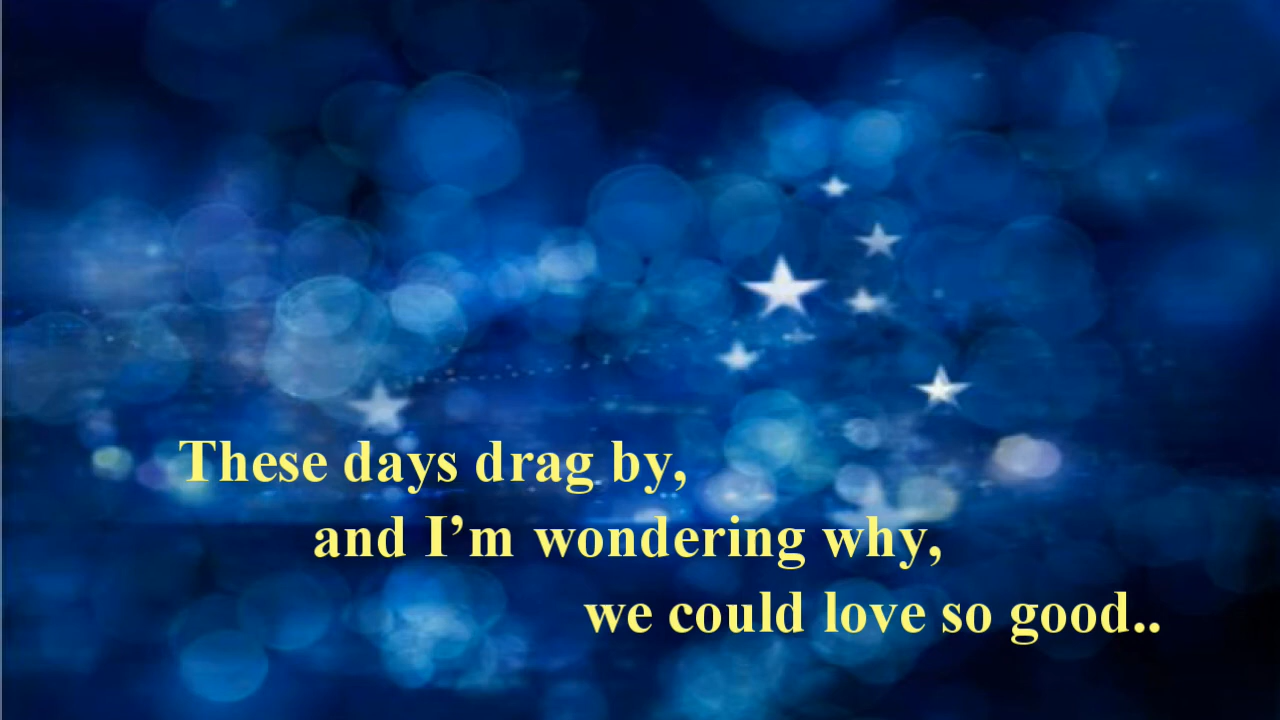 These days drag by,
and I’m wondering why,
we could love so good..